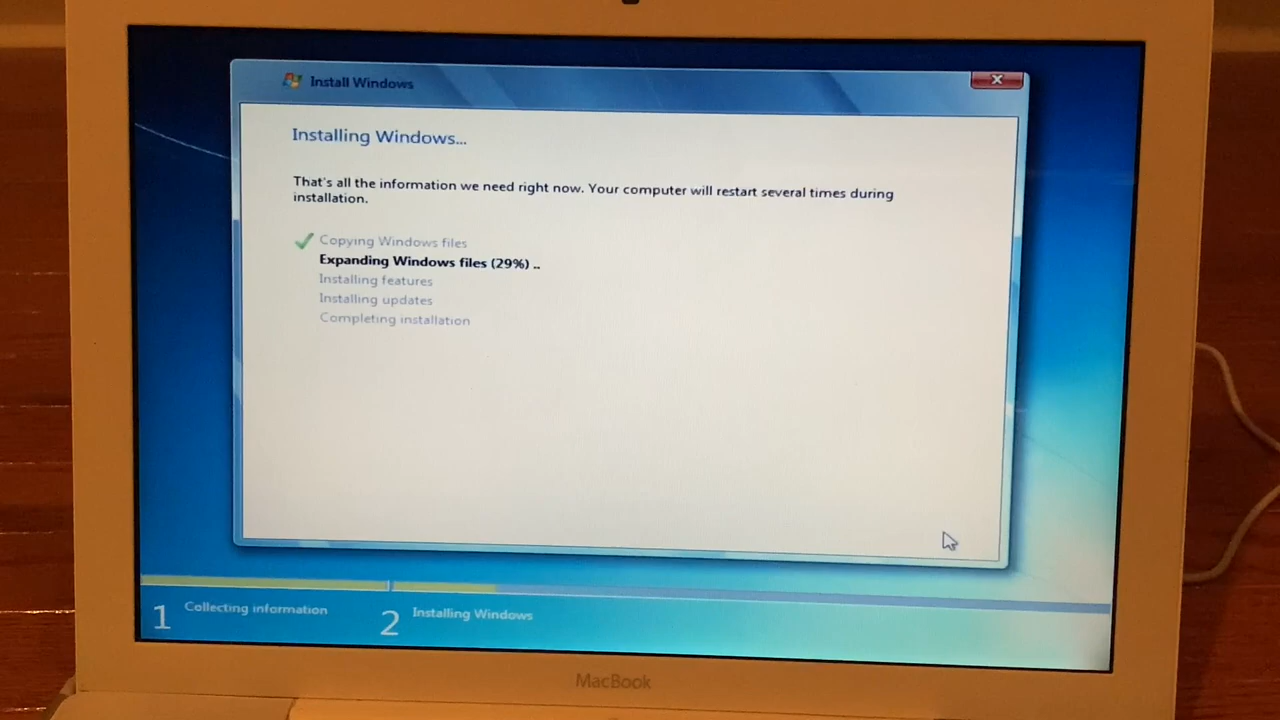 Install Windows
Installing Windows...
That's all the information we need right now. Your computer will restart several times during
installation.
Copying Windows files
Expanding Windows files (29%) ..
Installing features
Installing updates
Completing installation
1 Collecting information
2 Installing Windows
MacBook